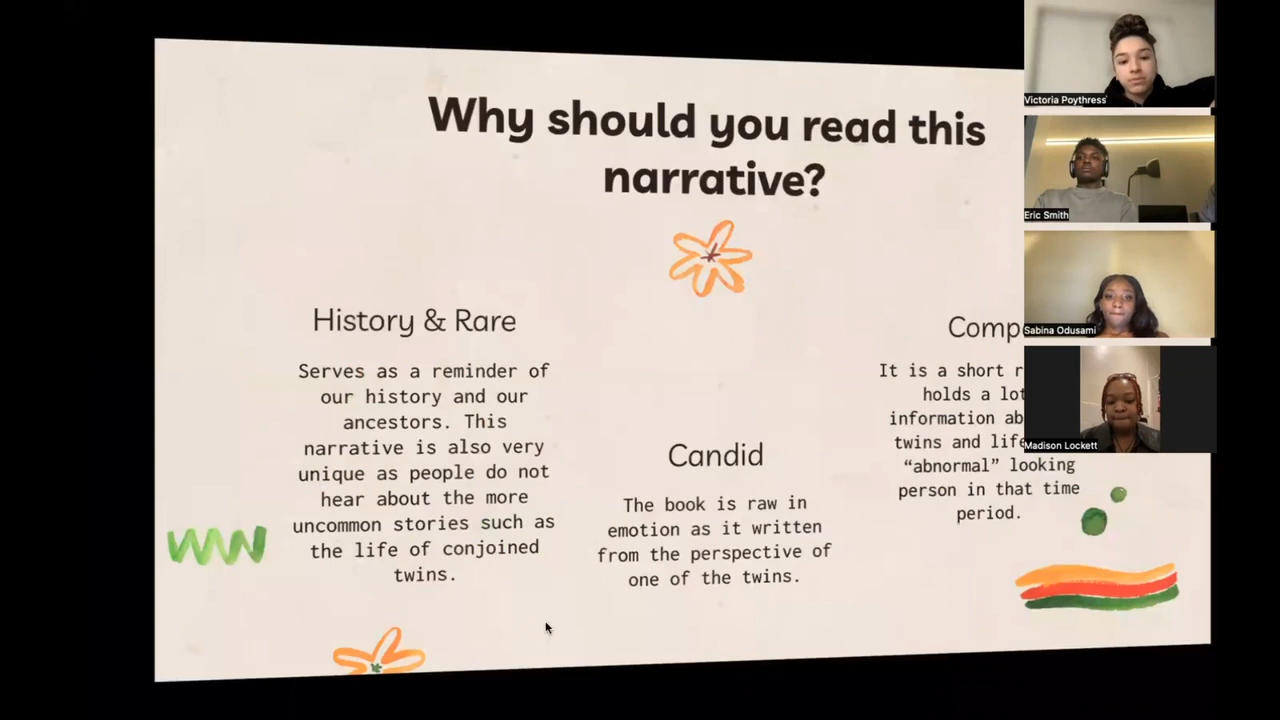 Why should you read this
narrative?
History & Rare
Serves as a reminder of
our history and our
ancestors. This
narrative is also very
unique as people do not
hear about the more
uncommon stories such as
the life of conjoined
twins.
Candid
The book is raw in
emotion as it written
from the perspective of
one of the twins.
Comp
It is a short r
holds a lot
information ab
twins and life
“abnormal” looking
person in that time
period.
Victoria Poythress
Eric Smith
Sabina Odusami
Madison Lockett